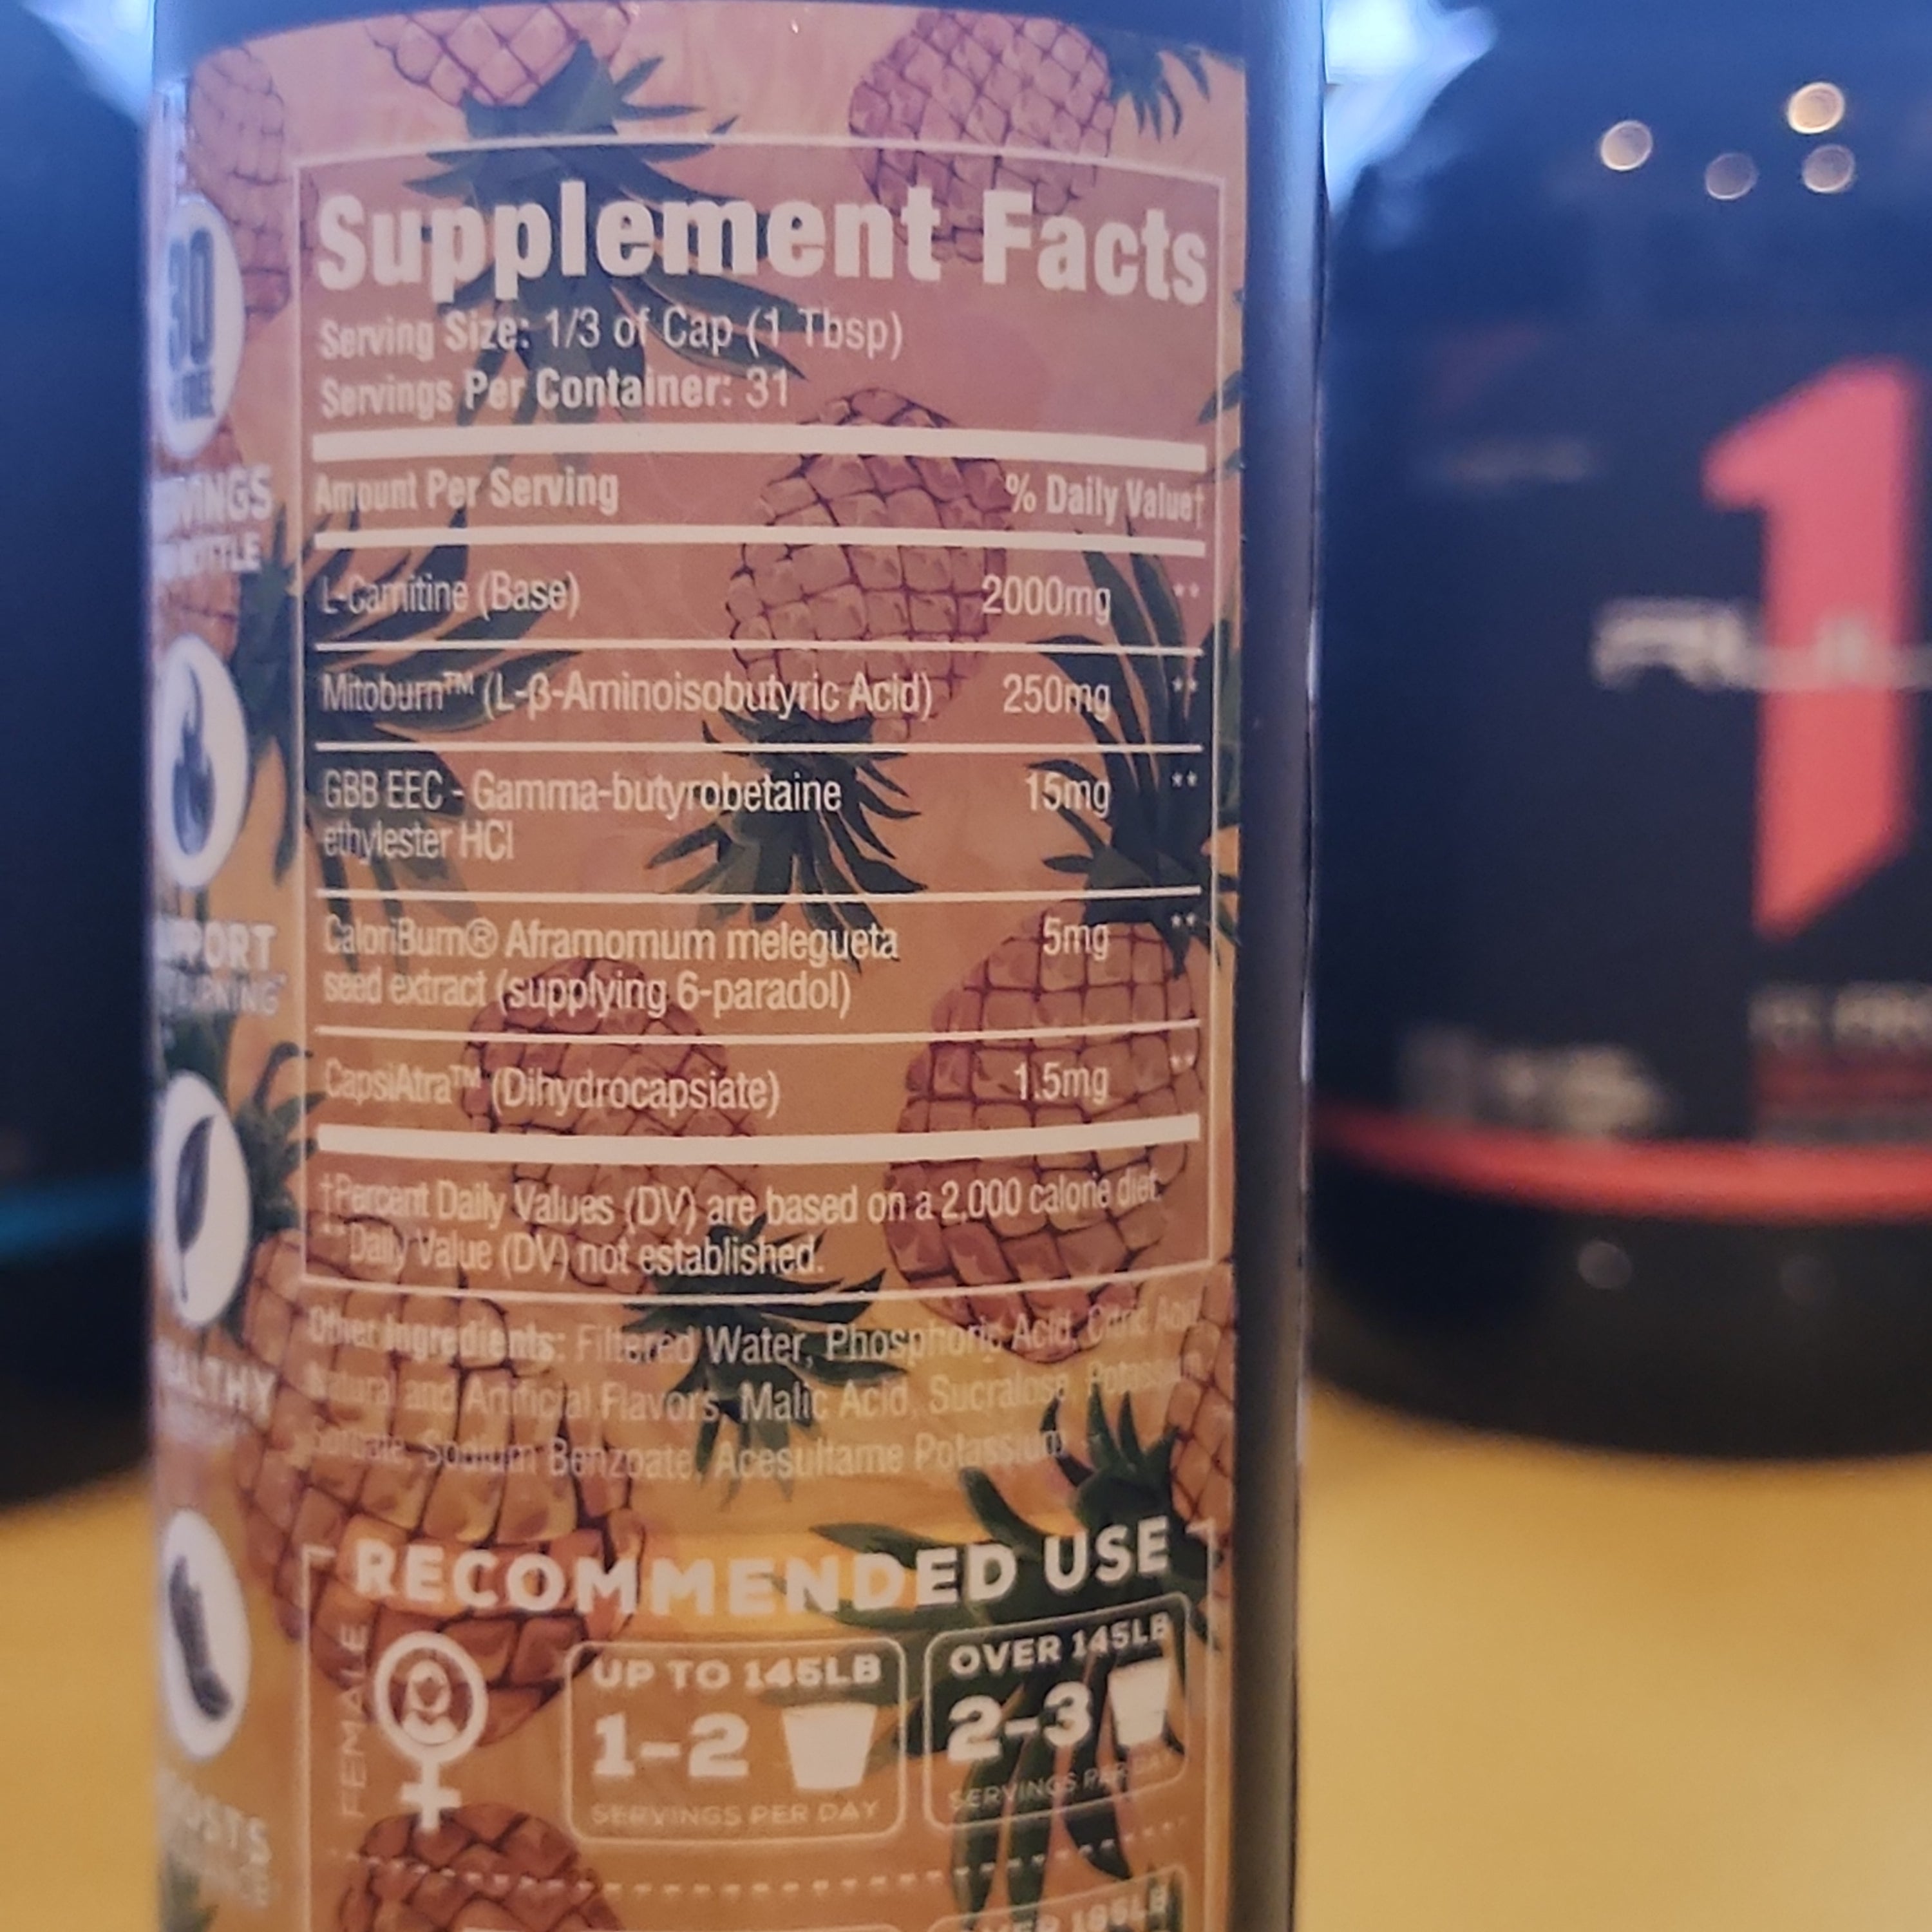 Supplement Facts
Serving Size: 1/3 of Cap (1 Tbsp)
Servings Per Container: 31
Amount Per Serving % Daily Value†
L-Carnitine (Base) 2000mg **
Mitoburn™ (L-β-Aminoisobutyric Acid) 250mg **
GBB EEC - Gamma-butyrobetaine 15mg **
ethylester HCl
CaloriBurn® Aframomum melegueta 5mg **
seed extract (supplying 6-paradol)
CapsiAtra™ (Dihydrocapsiate) 1.5mg **
†Percent Daily Values (DV) are based on a 2,000 calorie diet.
**Daily Value (DV) not established.
Other Ingredients: Filtered Water, Phosphoric Acid, Citric Acid,
Natural and Artificial Flavors, Malic Acid, Sucralose, Potassium
Sorbate, Sodium Benzoate, Acesulfame Potassium
RECOMMENDED USE
FEMALE
UP TO 145LB
1-2
SERVINGS PER DAY
OVER 145LB
2-3
SERVINGS PER DAY
30
1